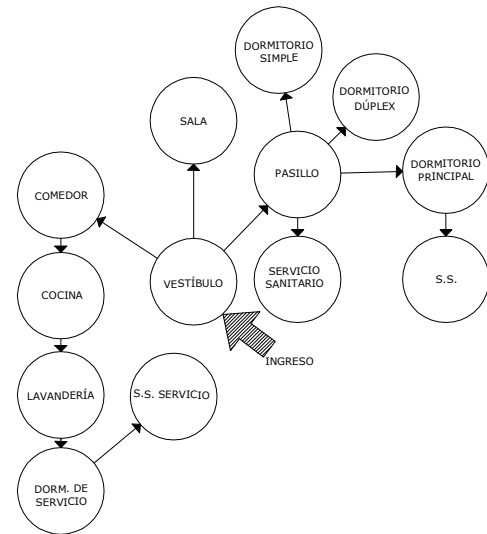 DORMITORIO
SIMPLE
DORMITORIO
DÚPLEX
SALA
PASILLO
DORMITORIO
PRINCIPAL
COMEDOR
VESTÍBULO
SERVICIO
SANITARIO
S.S.
COCINA
INGRESO
LAVANDERÍA
S.S. SERVICIO
DORM. DE
SERVICIO